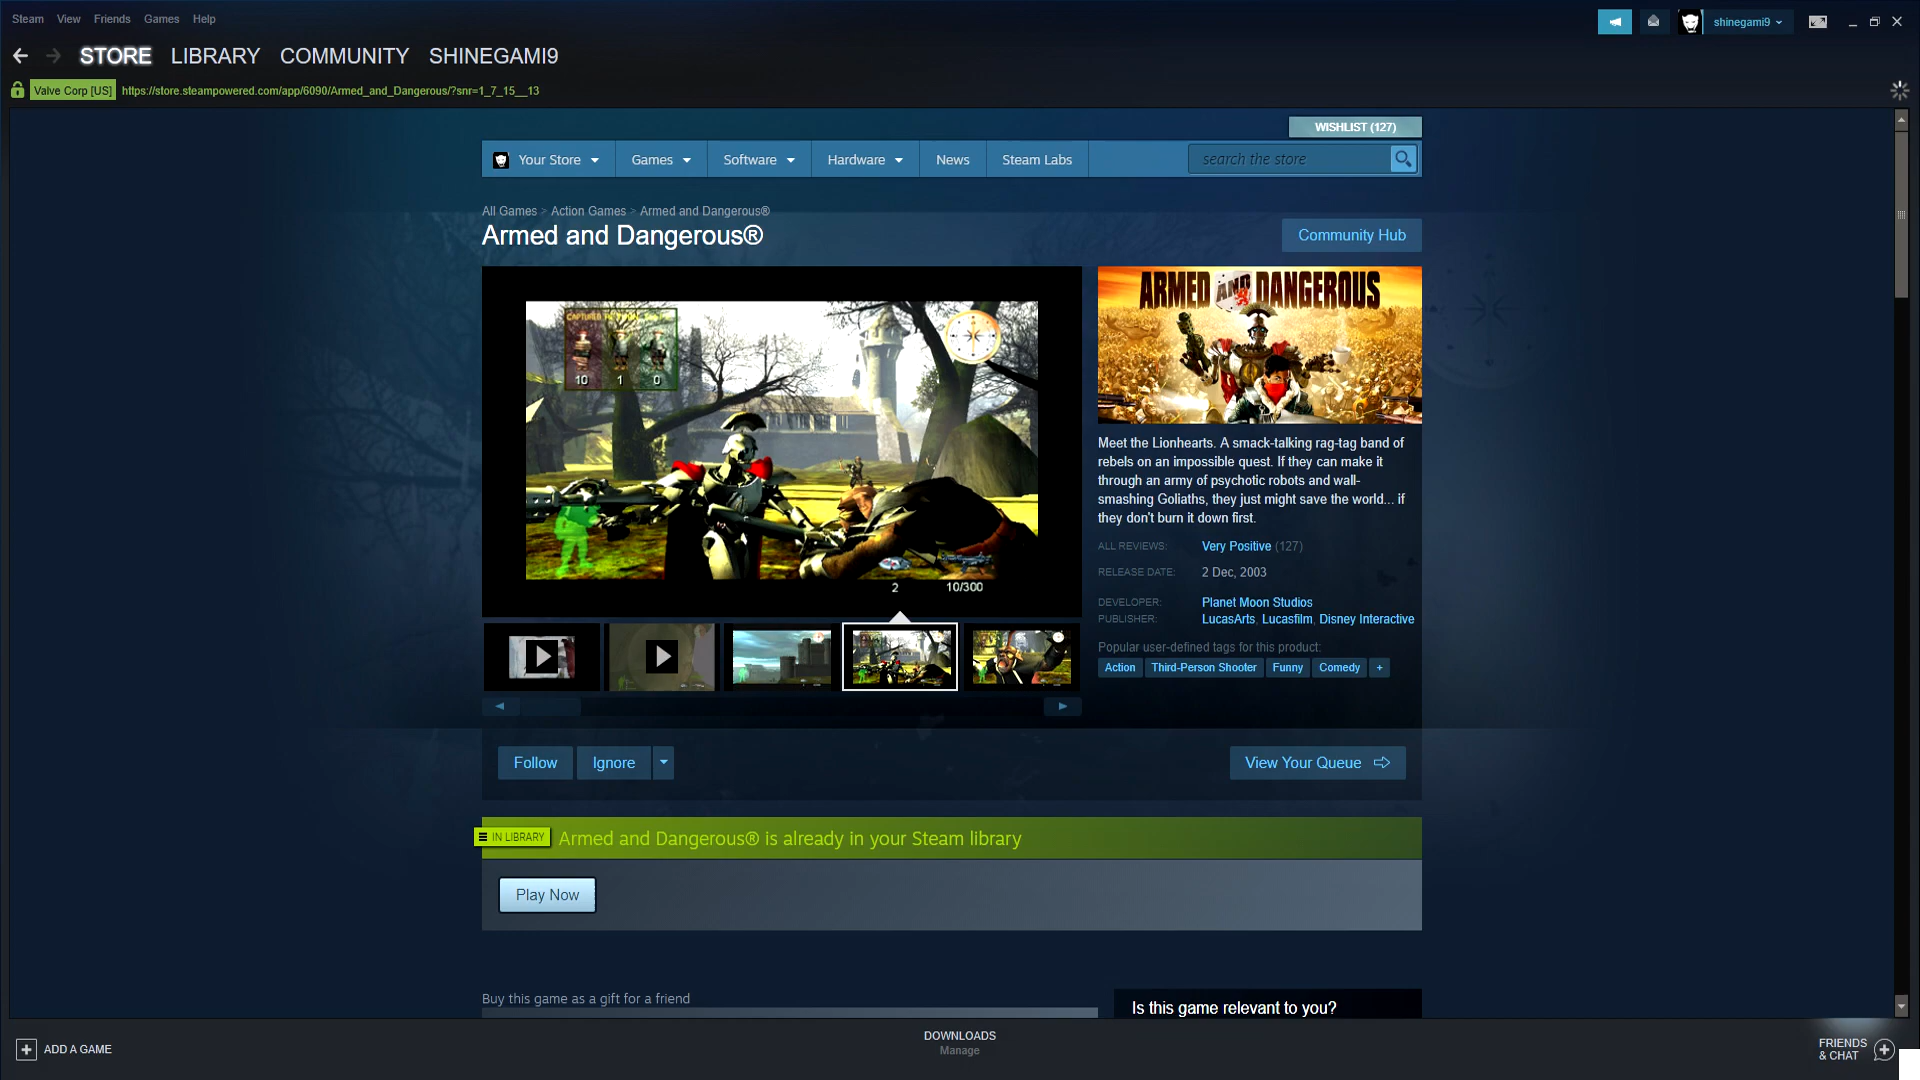 Steam View Friends Games Help
shinegami9
STORE LIBRARY COMMUNITY SHINEGAMI9
Valve Corp [US] https://store.steampowered.com/app/6090/Armed_and_Dangerous/?snr=1_7_15__13
WISHLIST (127)
Your Store Games Software Hardware News Steam Labs
search the store
All Games > Action Games > Armed and Dangerous®
Armed and Dangerous®
Community Hub
10 1 0
2 10/300
ARMED AND DANGEROUS
Meet the Lionhearts. A smack-talking rag-tag band of
rebels on an impossible quest. If they can make it
through an army of psychotic robots and wall-
smashing Goliaths, they just might save the world... if
they don't burn it down first.
ALL REVIEWS: Very Positive (127)
RELEASE DATE: 2 Dec, 2003
DEVELOPER: Planet Moon Studios
PUBLISHER: LucasArts, Lucasfilm, Disney Interactive
Popular user-defined tags for this product:
Action Third-Person Shooter Funny Comedy +
Follow Ignore
View Your Queue
IN LIBRARY Armed and Dangerous® is already in your Steam library
Play Now
Buy this game as a gift for a friend
Is this game relevant to you?
ADD A GAME
DOWNLOADS
Manage
FRIENDS
& CHAT